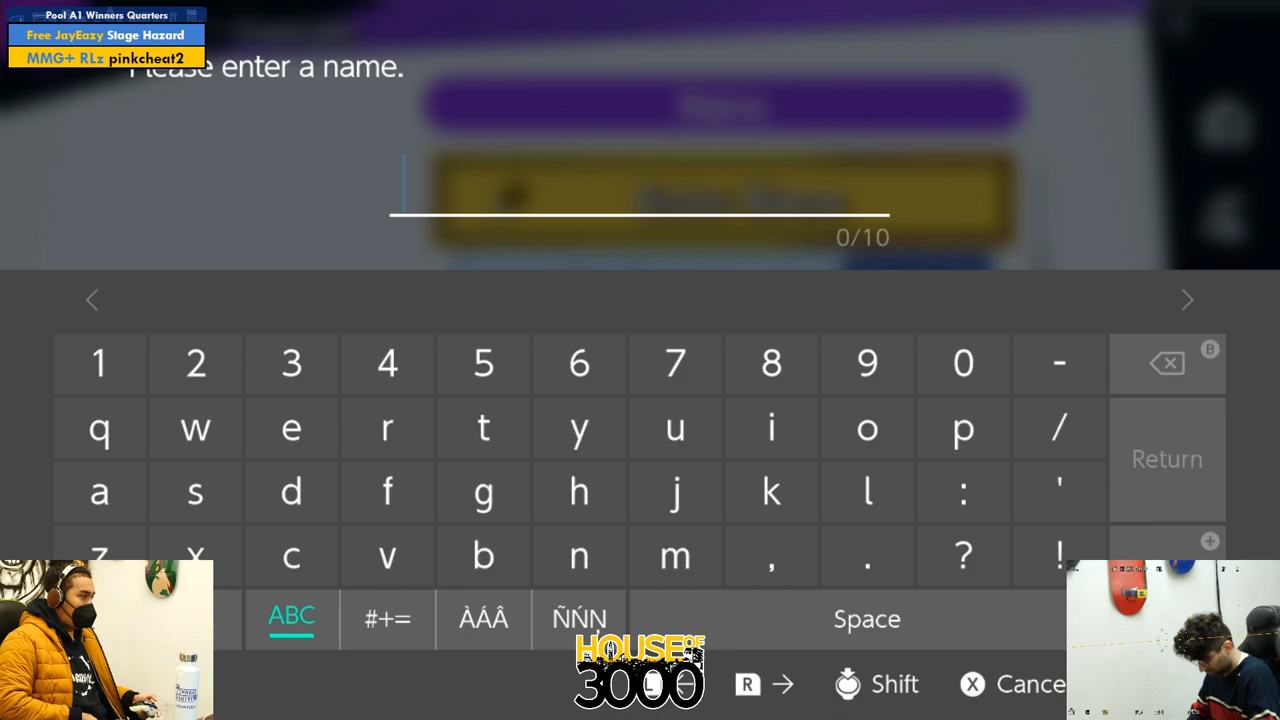 Pool A1 Winners Quarters
Free JayEazy Stage Hazard
MMG+ RLz pinkcheat2
Please enter a name.
0/10
1 2 3 4 5 6 7 8 9 0 - B
q w e r t y u i o p /
Return
a s d f g h j k l : '
z x c v b n m , . ? ! +
ABC #+= ÀÁÂ ÑŃŅ Space
HOUSE OF
3000
R → Shift X Cance